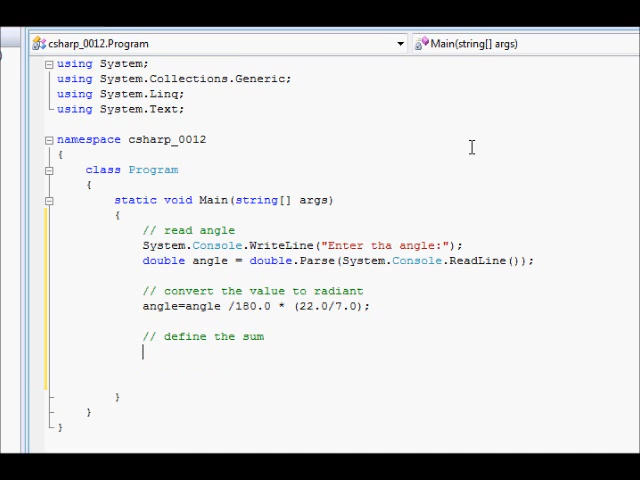 csharp_0012.Program
Main(string[] args)
using System;
using System.Collections.Generic;
using System.Linq;
using System.Text;
namespace csharp_0012
{
class Program
{
static void Main(string[] args)
{
// read angle
System.Console.WriteLine("Enter tha angle:");
double angle = double.Parse(System.Console.ReadLine());
// convert the value to radiant
angle=angle /180.0 * (22.0/7.0);
// define the sum
}
}
}